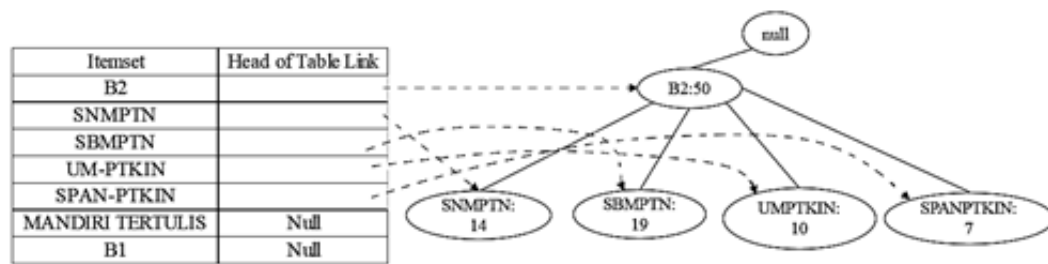 Itemset Head of Table Link
B2
SNMPTN
SBMPTN
UM-PTKIN
SPAN-PTKIN
MANDIRI TERTULIS Null
B1 Null
null
B2:50
SNMPTN:
14
SBMPTN:
19
UMPTKIN:
10
SPANPTKIN:
7